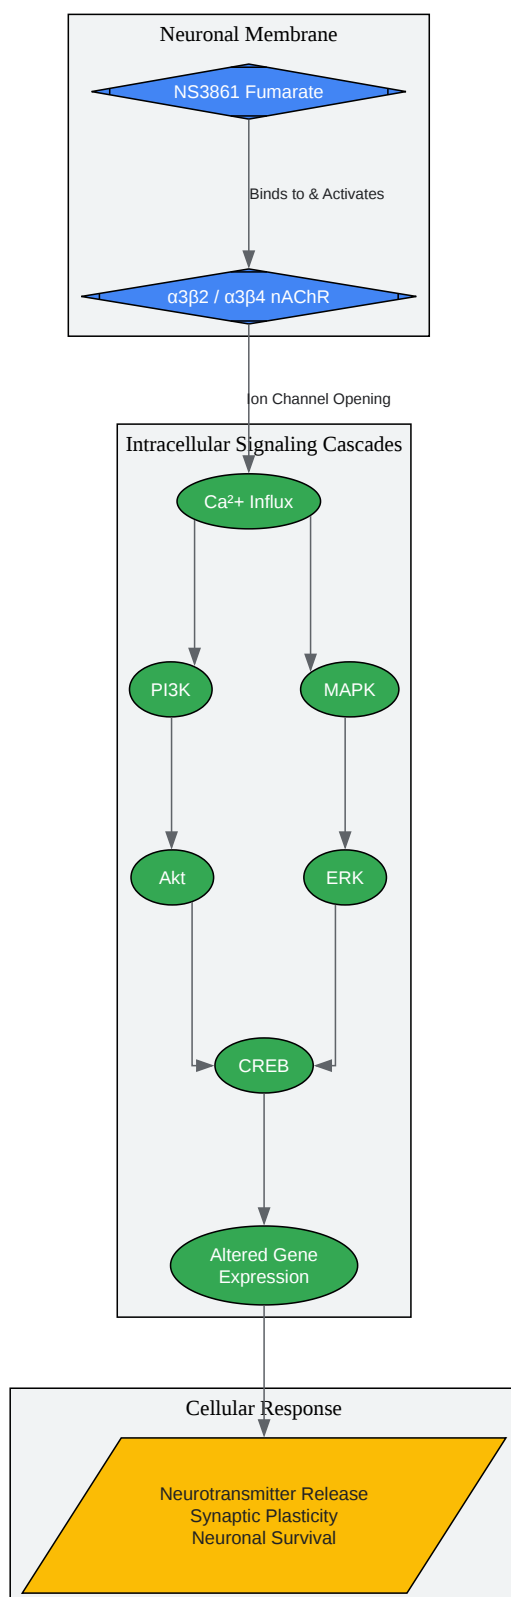 Neuronal Membrane
NS3861 Fumarate
Binds to & Activates
α3β2 / α3β4 nAChR
Ion Channel Opening
Intracellular Signaling Cascades
Ca²+ Influx
PI3K
MAPK
Akt
ERK
CREB
Altered Gene
Expression
Cellular Response
Neurotransmitter Release
Synaptic Plasticity
Neuronal Survival